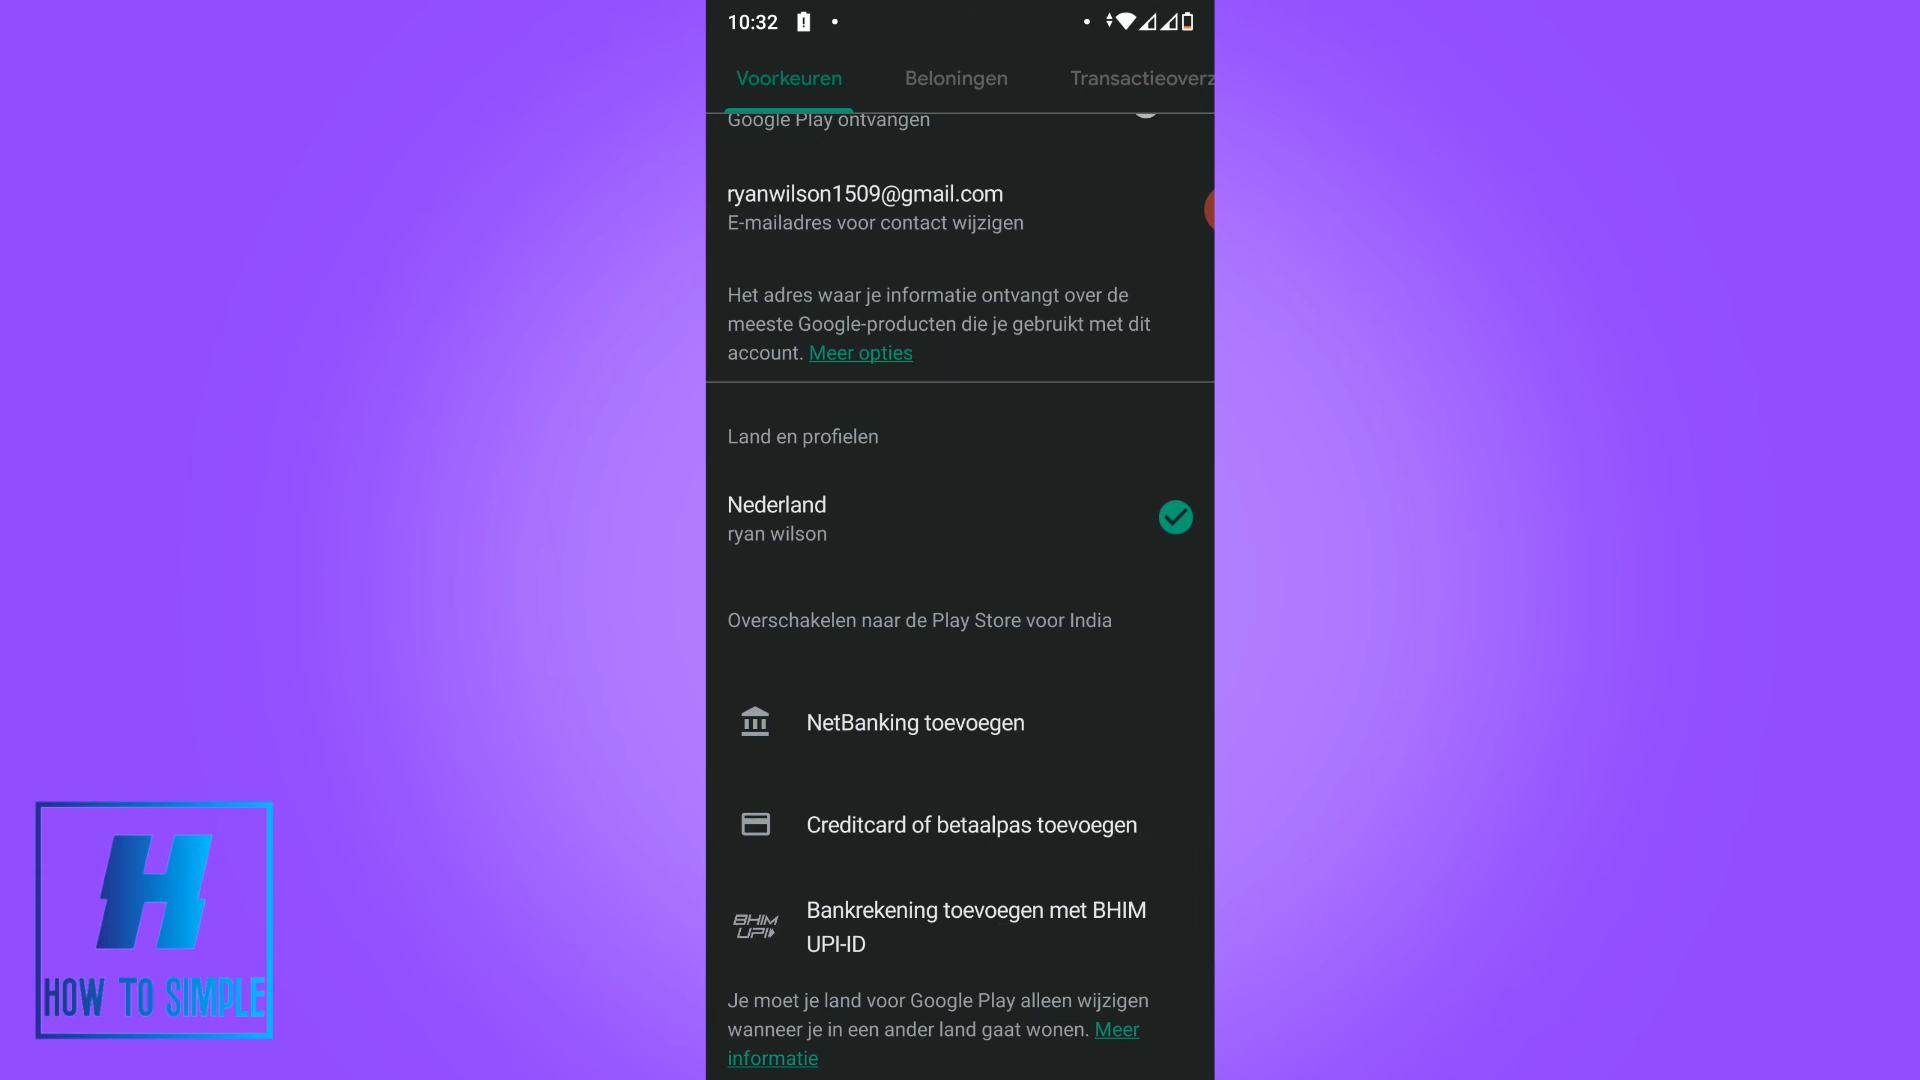 10:32
Voorkeuren Beloningen Transactieoverz
Google Play ontvangen
ryanwilson1509@gmail.com
E-mailadres voor contact wijzigen
Het adres waar je informatie ontvangt over de
meeste Google-producten die je gebruikt met dit
account. Meer opties
Land en profielen
Nederland
ryan wilson
Overschakelen naar de Play Store voor India
NetBanking toevoegen
Creditcard of betaalpas toevoegen
BHIM
UPI
Bankrekening toevoegen met BHIM
UPI-ID
Je moet je land voor Google Play alleen wijzigen
wanneer je in een ander land gaat wonen. Meer
informatie
H
HOW TO SIMPLE